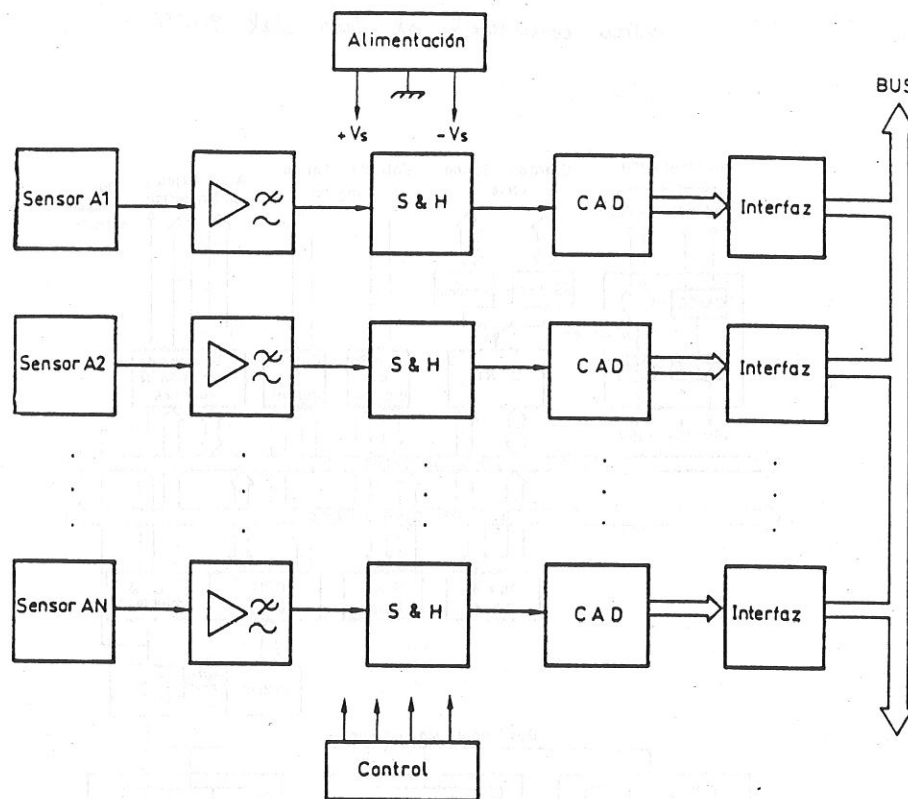 Alimentación
BUS
+Vs
-Vs
Sensor A1
S & H
CAD
Interfaz
Sensor A2
S & H
CAD
Interfaz
Sensor AN
S & H
CAD
Interfaz
Control